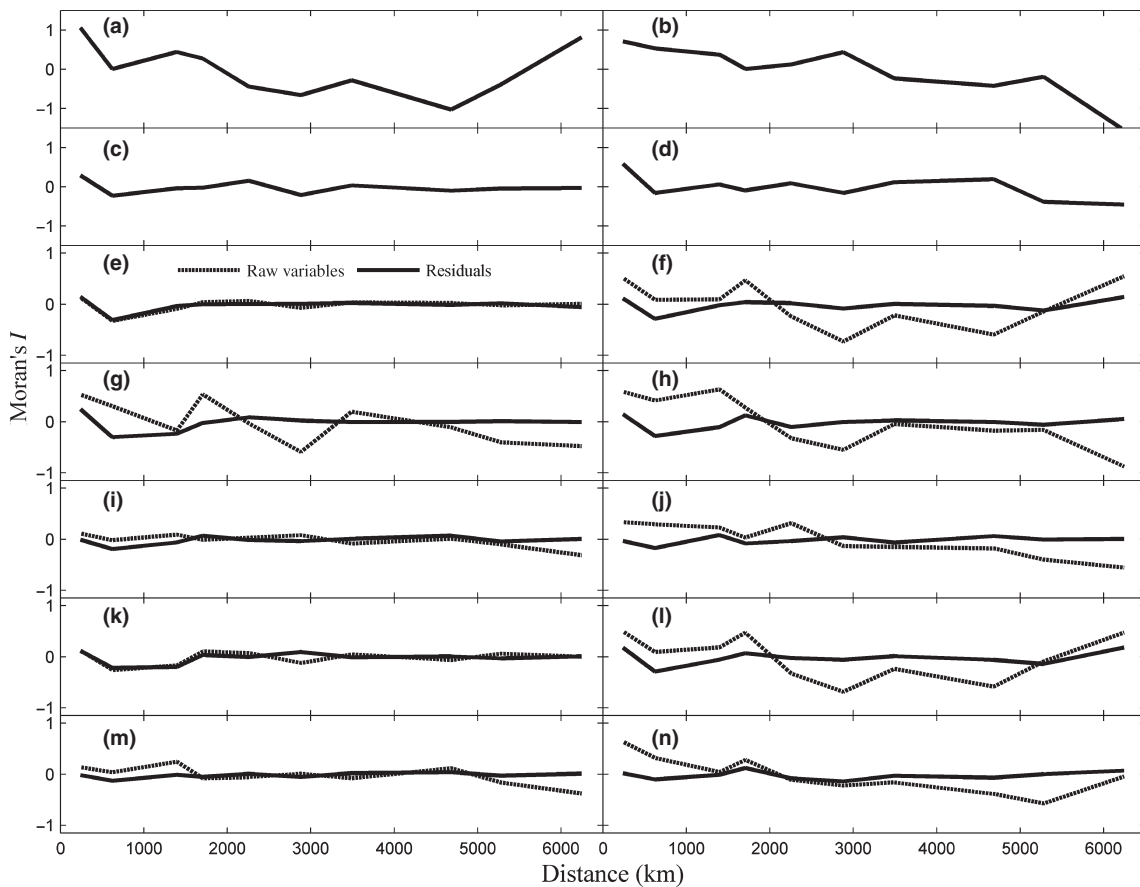 (a)
(b)
1
0
−1
(c)
(d)
1
0
−1
(e)
Raw variables
Residuals
(f)
1
0
−1
(g)
(h)
1
0
−1
(i)
(j)
1
0
−1
(k)
(l)
1
0
−1
(m)
(n)
1
0
−1
Moran's I
0 1000 2000 3000 4000 5000 6000 0 1000 2000 3000 4000 5000 6000
Distance (km)